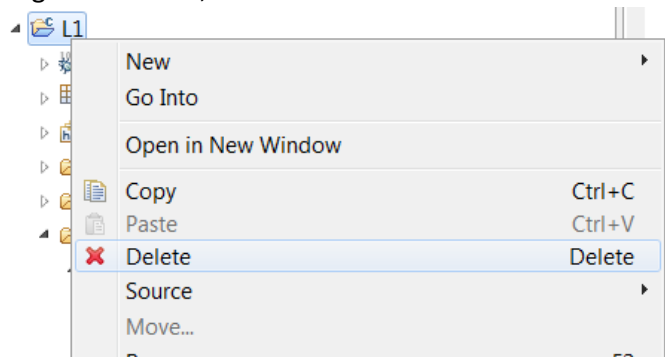 L1
New
Go Into
Open in New Window
Copy Ctrl+C
Paste Ctrl+V
Delete Delete
Source
Move...